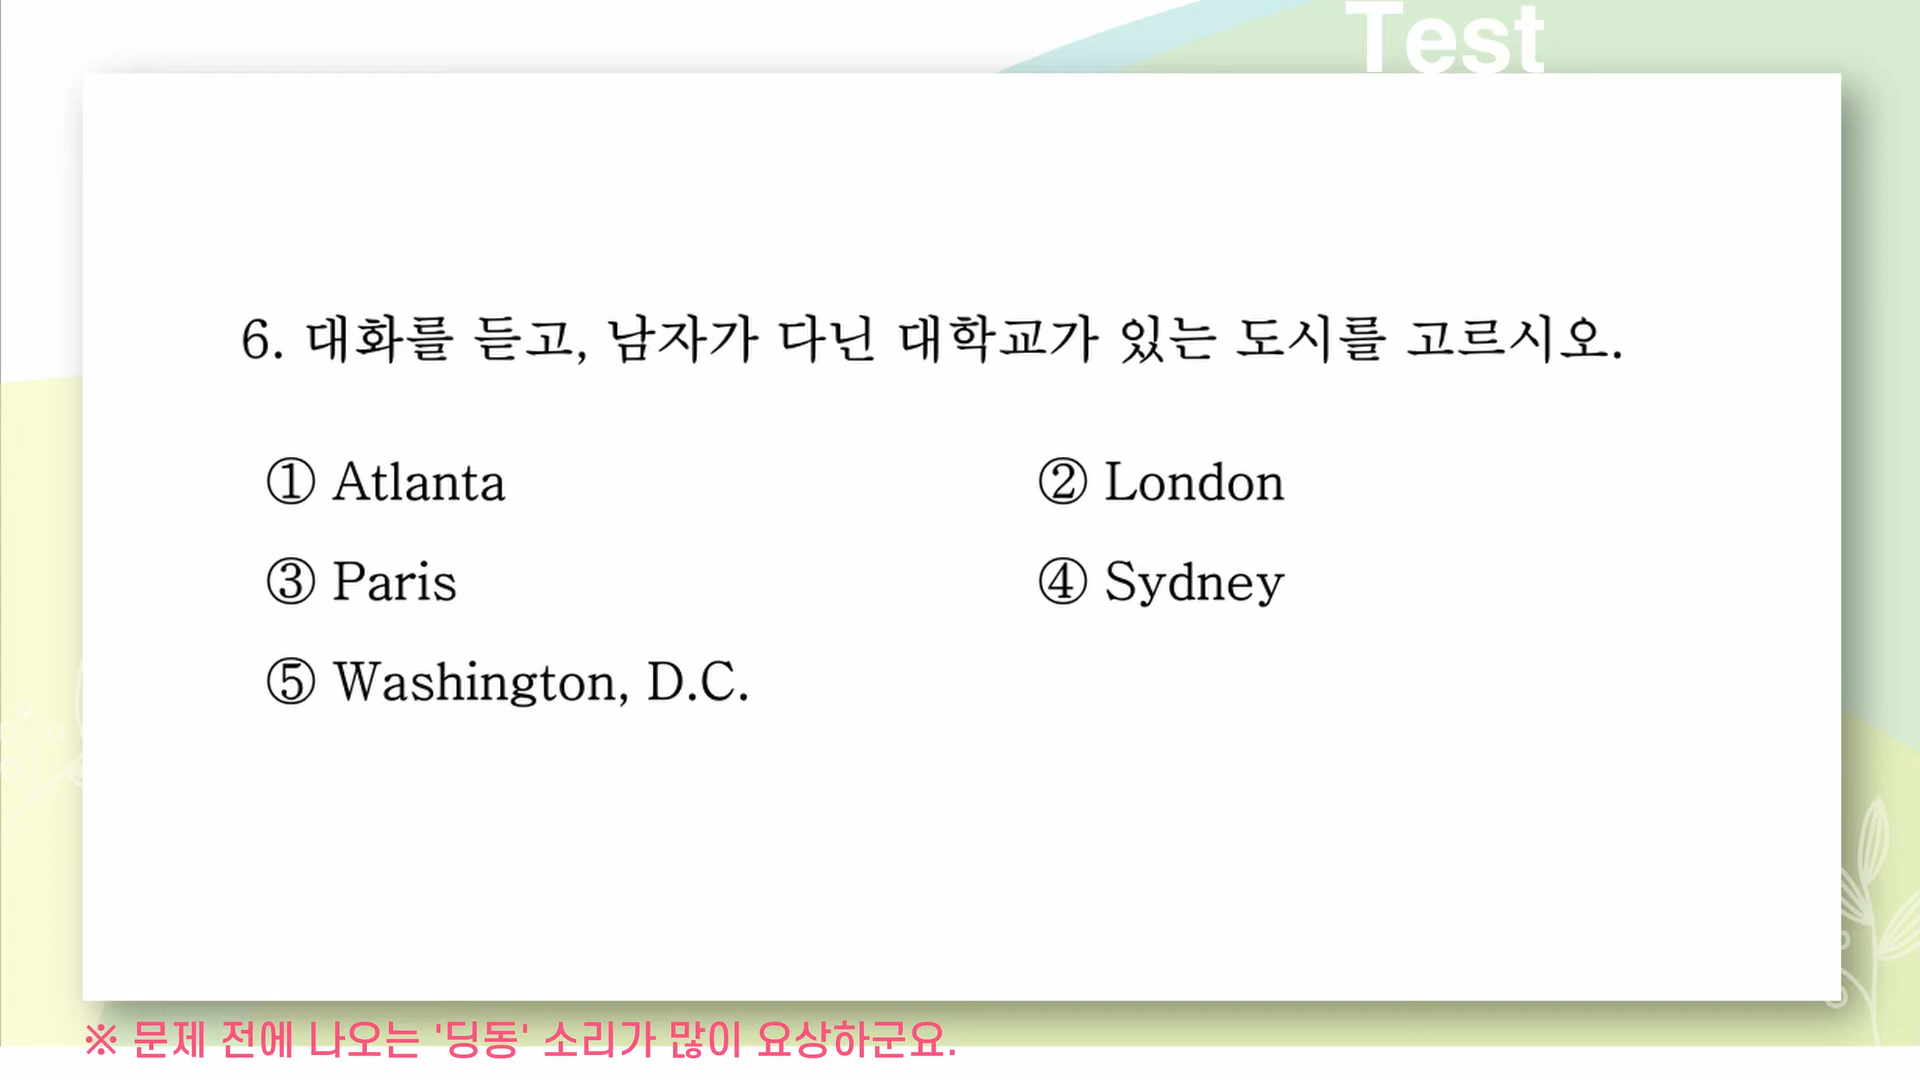 Test
6. 대화를 듣고, 남자가 다닌 대학교가 있는 도시를 고르시오.
① Atlanta
② London
③ Paris
④ Sydney
⑤ Washington, D.C.
※ 문제 전에 나오는 '딩동' 소리가 많이 요상하군요.